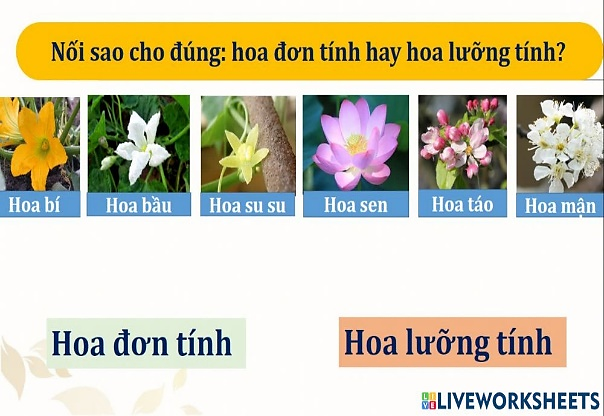 Nối sao cho đúng: hoa đơn tính hay hoa lưỡng tính?
Hoa bí
Hoa bầu
Hoa su su
Hoa sen
Hoa táo
Hoa mận
Hoa đơn tính
Hoa lưỡng tính
LIVE LIVEWORKSHEETS